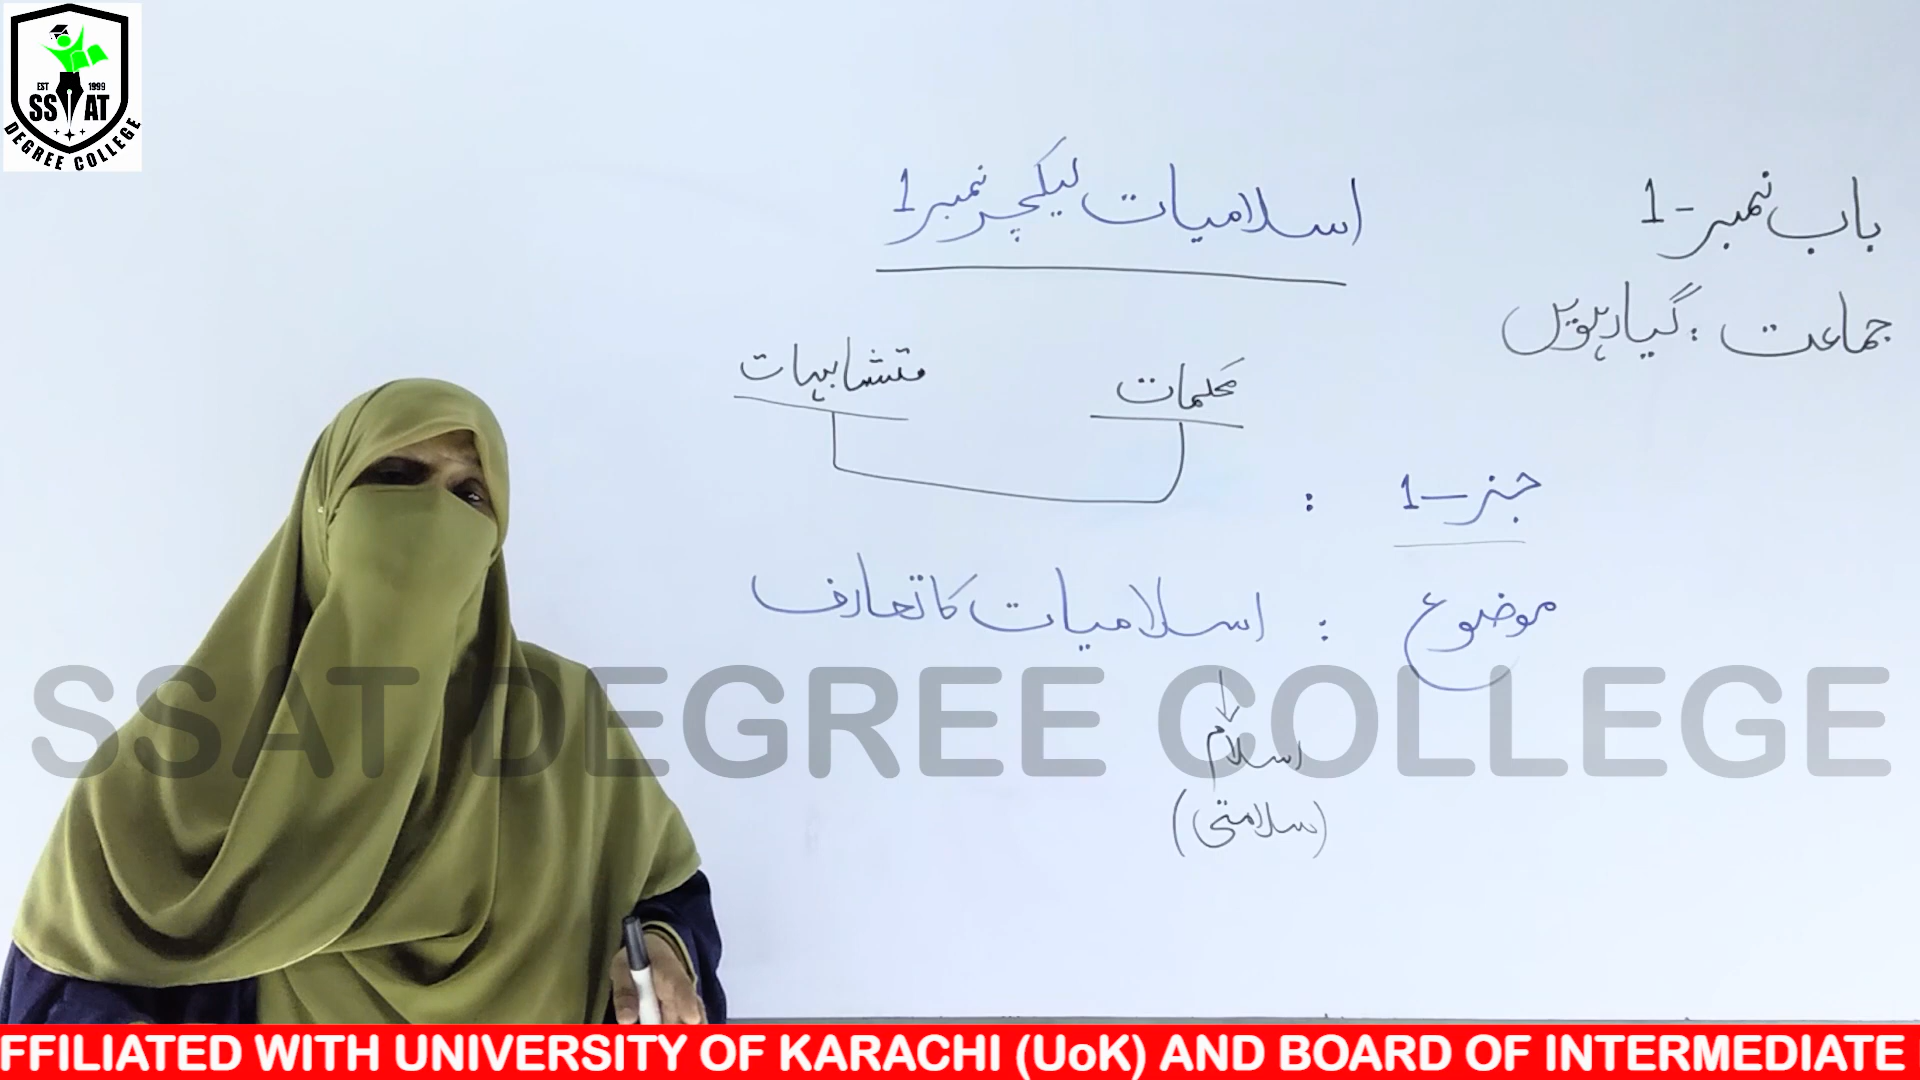 EST 1999
SSAT
DEGREE COLLEGE
اسلامیات لیکچر نمبر 1
باب نمبر - 1
جماعت : گیارہویں
محکمات
متشابہات
جز - 1 :
موضوع : اسلامیات کا تعارف
اسلام
(سلامتی)
SSAT DEGREE COLLEGE
FFILIATED WITH UNIVERSITY OF KARACHI (UoK) AND BOARD OF INTERMEDIATE